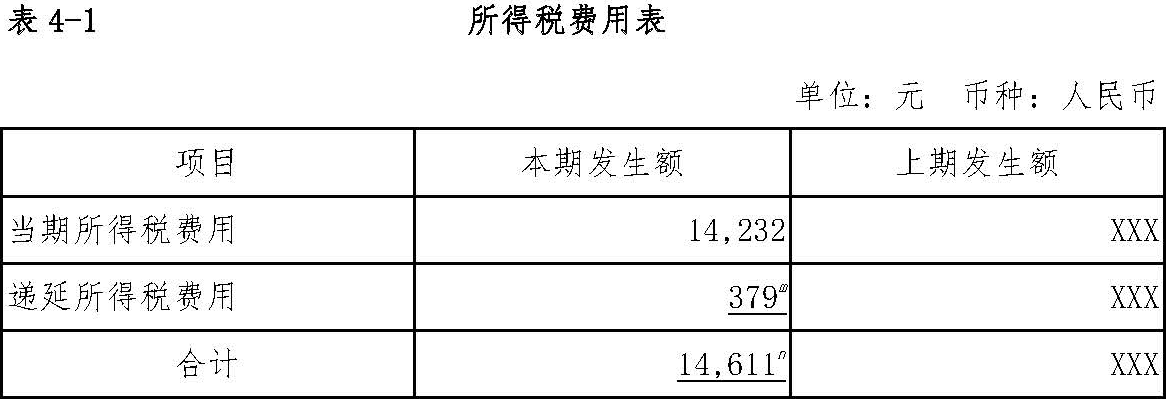 表 4-1 所得税费用表
单位：元 币种：人民币
项目 本期发生额 上期发生额
当期所得税费用 14,232 XXX
递延所得税费用 379ᵐ XXX
合计 14,611ⁿ XXX